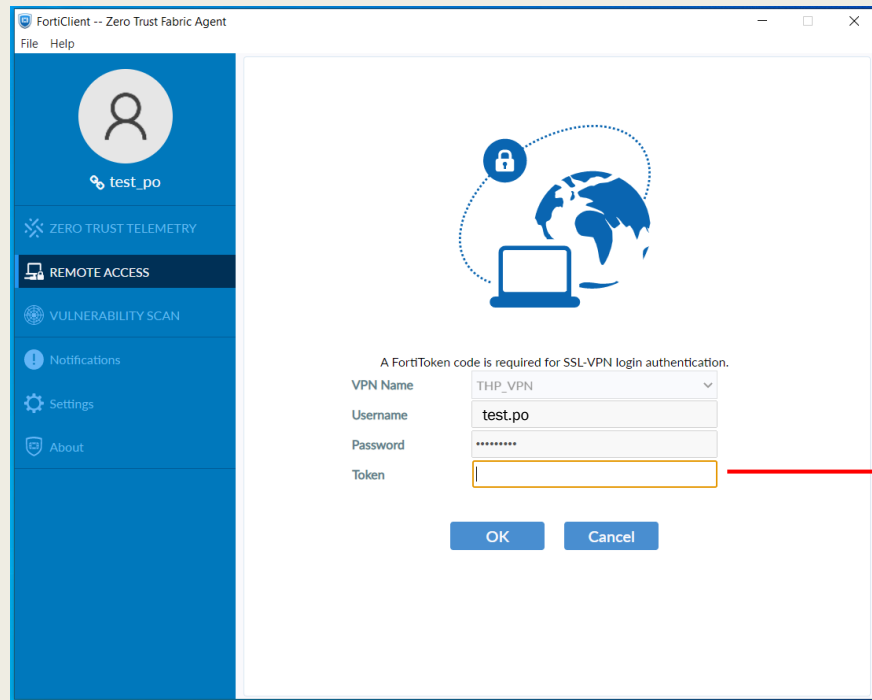 FortiClient -- Zero Trust Fabric Agent
File Help
test_po
ZERO TRUST TELEMETRY
REMOTE ACCESS
VULNERABILITY SCAN
Notifications
Settings
About
A FortiToken code is required for SSL-VPN login authentication.
VPN Name THP_VPN
Username test.po
Password •••••••••
Token
OK Cancel